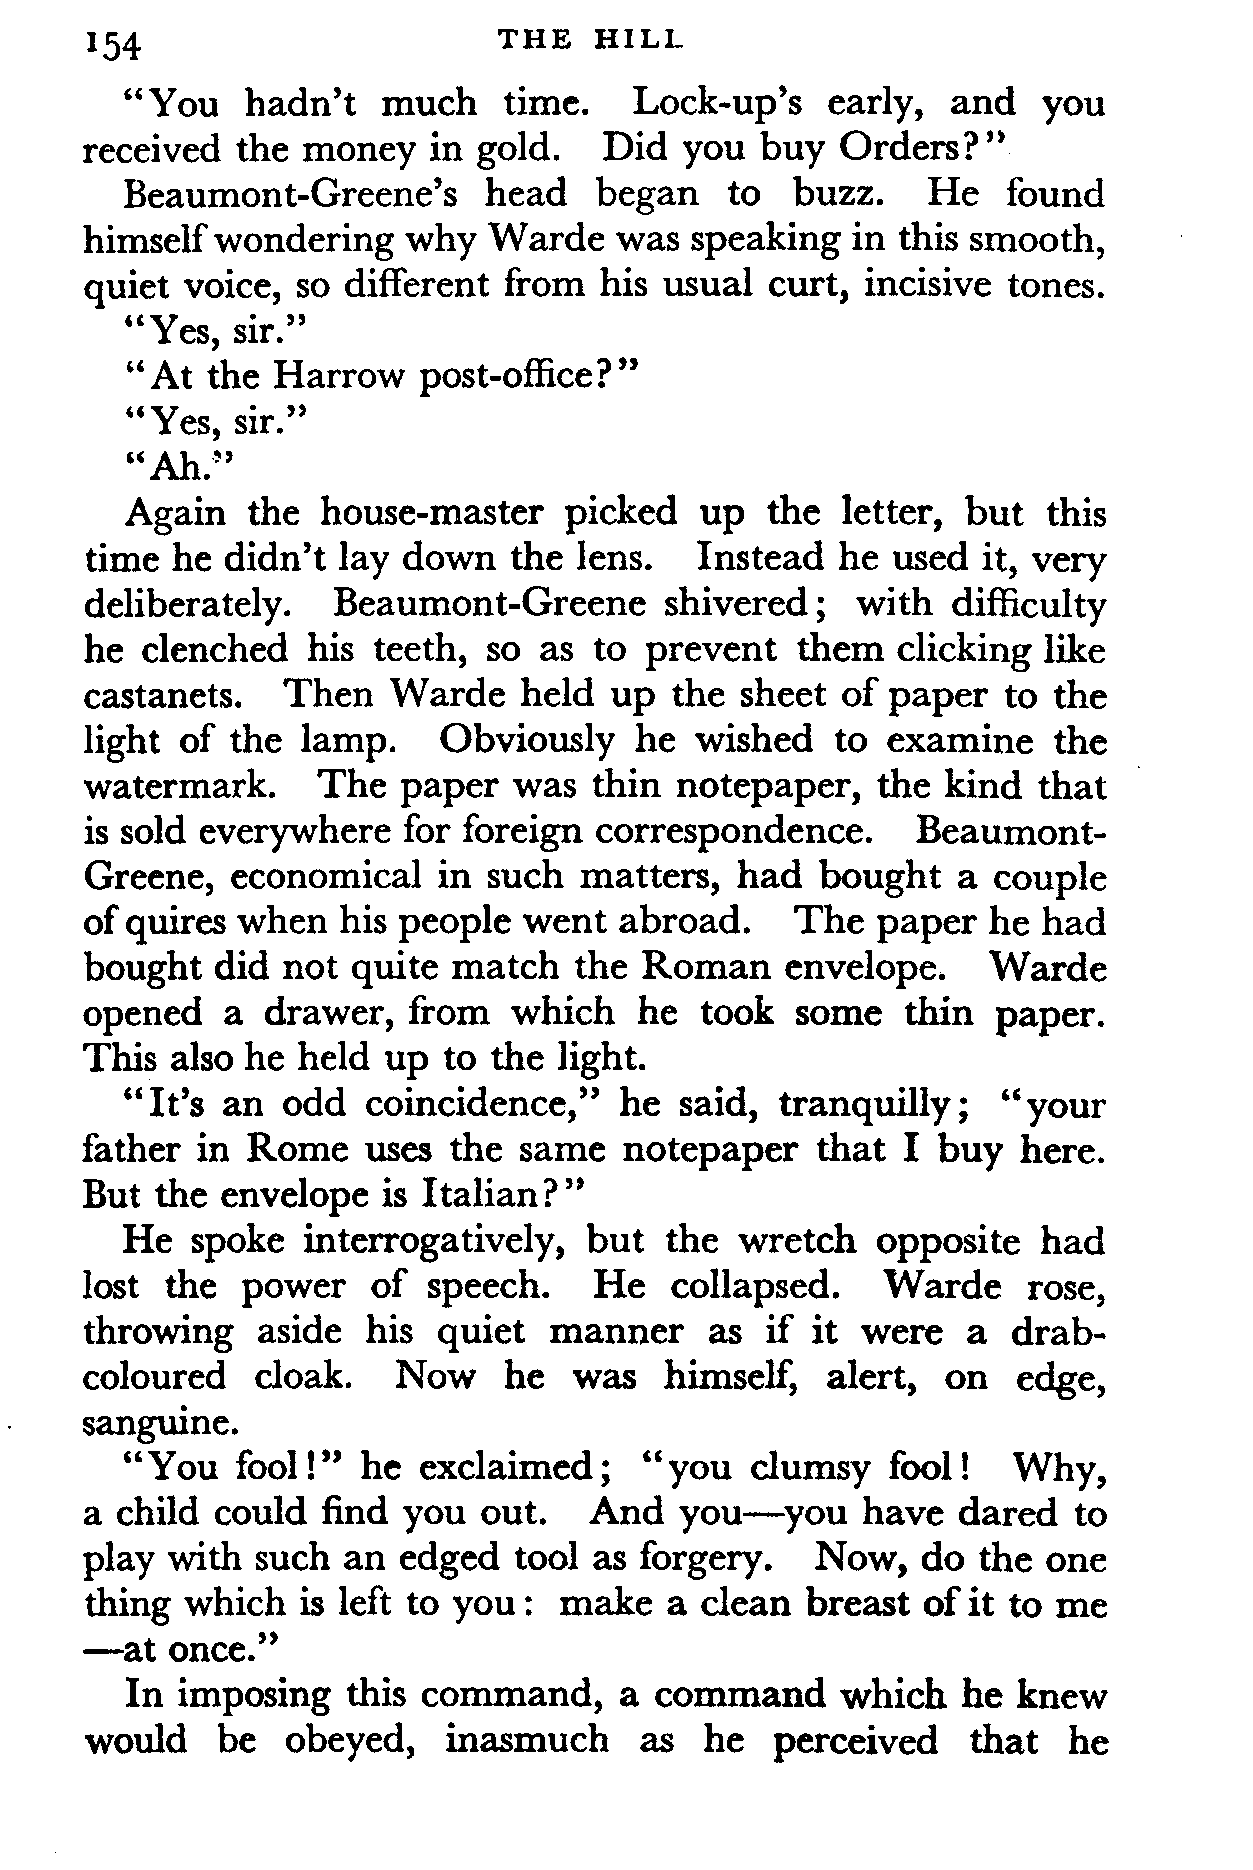 154 THE HILL
“You hadn’t much time. Lock-up’s early, and you
received the money in gold. Did you buy Orders?”
Beaumont-Greene’s head began to buzz. He found
himself wondering why Warde was speaking in this smooth,
quiet voice, so different from his usual curt, incisive tones.
“Yes, sir.”
“At the Harrow post-office?”
“Yes, sir.”
“Ah.”
Again the house-master picked up the letter, but this
time he didn’t lay down the lens. Instead he used it, very
deliberately. Beaumont-Greene shivered; with difficulty
he clenched his teeth, so as to prevent them clicking like
castanets. Then Warde held up the sheet of paper to the
light of the lamp. Obviously he wished to examine the
watermark. The paper was thin notepaper, the kind that
is sold everywhere for foreign correspondence. Beaumont-
Greene, economical in such matters, had bought a couple
of quires when his people went abroad. The paper he had
bought did not quite match the Roman envelope. Warde
opened a drawer, from which he took some thin paper.
This also he held up to the light.
“It’s an odd coincidence,” he said, tranquilly; “your
father in Rome uses the same notepaper that I buy here.
But the envelope is Italian?”
He spoke interrogatively, but the wretch opposite had
lost the power of speech. He collapsed. Warde rose,
throwing aside his quiet manner as if it were a drab-
coloured cloak. Now he was himself, alert, on edge,
sanguine.
“You fool!” he exclaimed; “you clumsy fool! Why,
a child could find you out. And you—you have dared to
play with such an edged tool as forgery. Now, do the one
thing which is left to you: make a clean breast of it to me
—at once.”
In imposing this command, a command which he knew
would be obeyed, inasmuch as he perceived that he